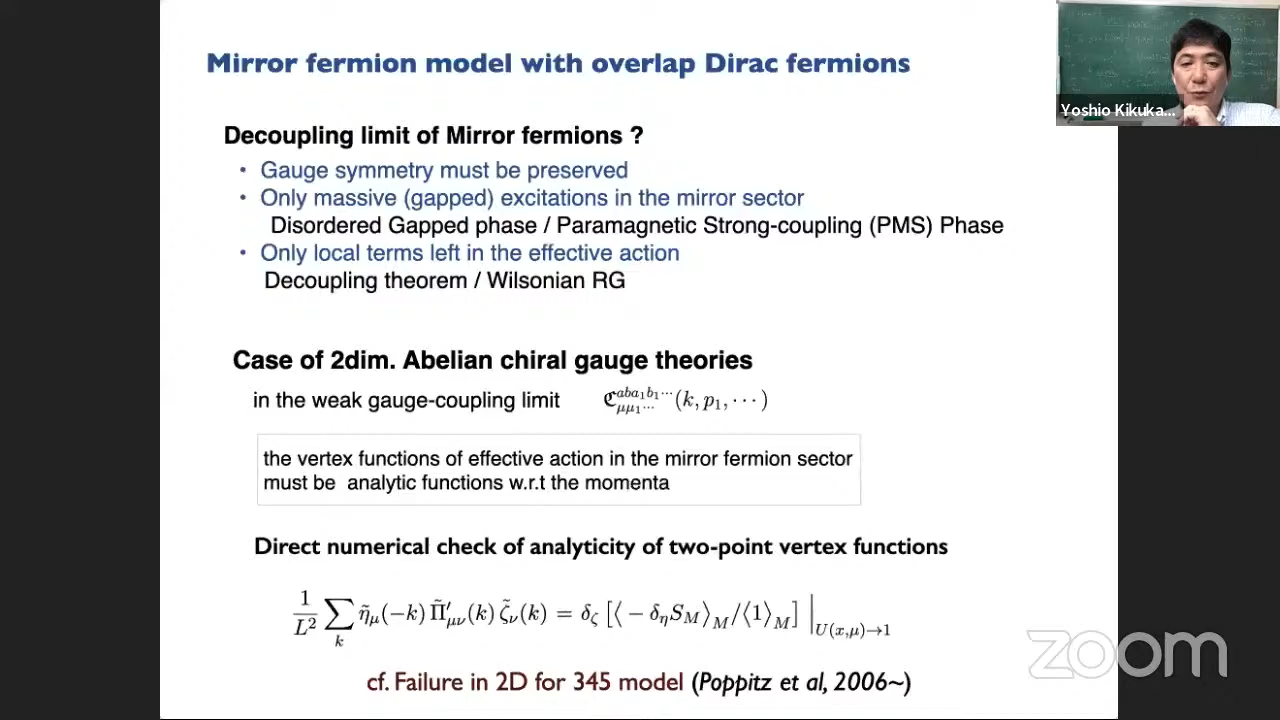 Mirror fermion model with overlap Dirac fermions
Yoshio Kikuka...
Decoupling limit of Mirror fermions ?
• Gauge symmetry must be preserved
• Only massive (gapped) excitations in the mirror sector
Disordered Gapped phase / Paramagnetic Strong-coupling (PMS) Phase
• Only local terms left in the effective action
Decoupling theorem / Wilsonian RG
Case of 2dim. Abelian chiral gauge theories
in the weak gauge-coupling limit ℭ^{aba₁b₁⋯}_{μμ₁⋯}(k, p₁, ⋯)
the vertex functions of effective action in the mirror fermion sector
must be analytic functions w.r.t the momenta
Direct numerical check of analyticity of two-point vertex functions
1/L² ∑_k η̃_μ(−k) Π̃′_{μν}(k) ζ̃_ν(k) = δ_ζ [⟨ − δ_η S_M⟩_M /⟨1⟩_M] |_{U(x,μ)→1}
cf. Failure in 2D for 345 model (Poppitz et al, 2006~)
zoom